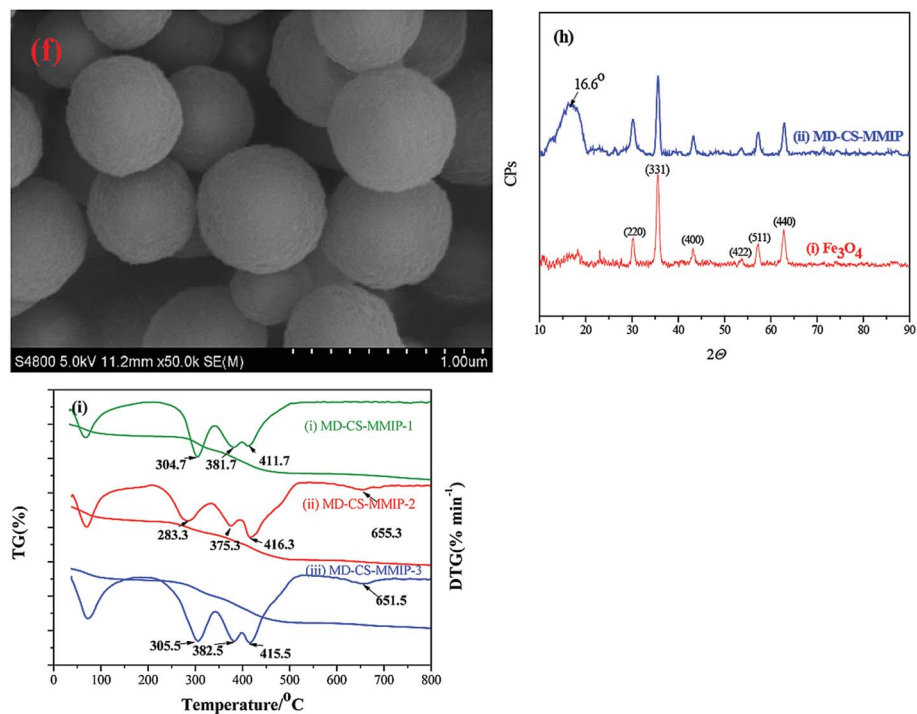 (f)
S4800 5.0kV 11.2mm x50.0k SE(M)
1.00um
(h)
16.6°
(ii) MD-CS-MMIP
CPs
(331)
(220)
(400)
(422)
(511)
(440)
(i) Fe3O4
10 20 30 40 50 60 70 80 90
2Θ
(i)
(i) MD-CS-MMIP-1
304.7
381.7
411.7
(ii) MD-CS-MMIP-2
283.3
375.3
416.3
655.3
(iii) MD-CS-MMIP-3
651.5
305.5
382.5
415.5
TG(%)
DTG(% min-1)
0 100 200 300 400 500 600 700 800
Temperature/°C